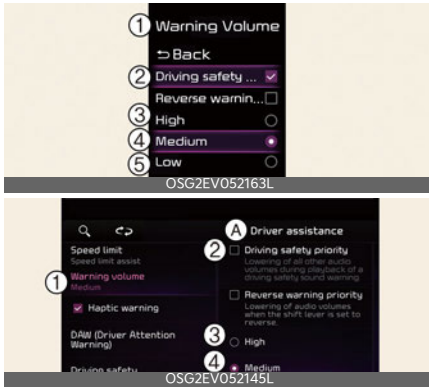 1 Warning Volume
Back
2 Driving safety ...
Reverse warnin...
3 High
4 Medium
5 Low
OSG2EV052163L
A Driver assistance
Speed limit
Speed limit assist
1 Warning volume
Medium
Haptic warning
DAW (Driver Attention
Warning)
Driving safety
2 Driving safety priority
Lowering of all other audio
volumes during playback of a
driving safety sound warning.
Reverse warning priority
Lowering of audio volumes
when the shift lever is set to
reverse.
3 High
4 Medium
OSG2EV052145L